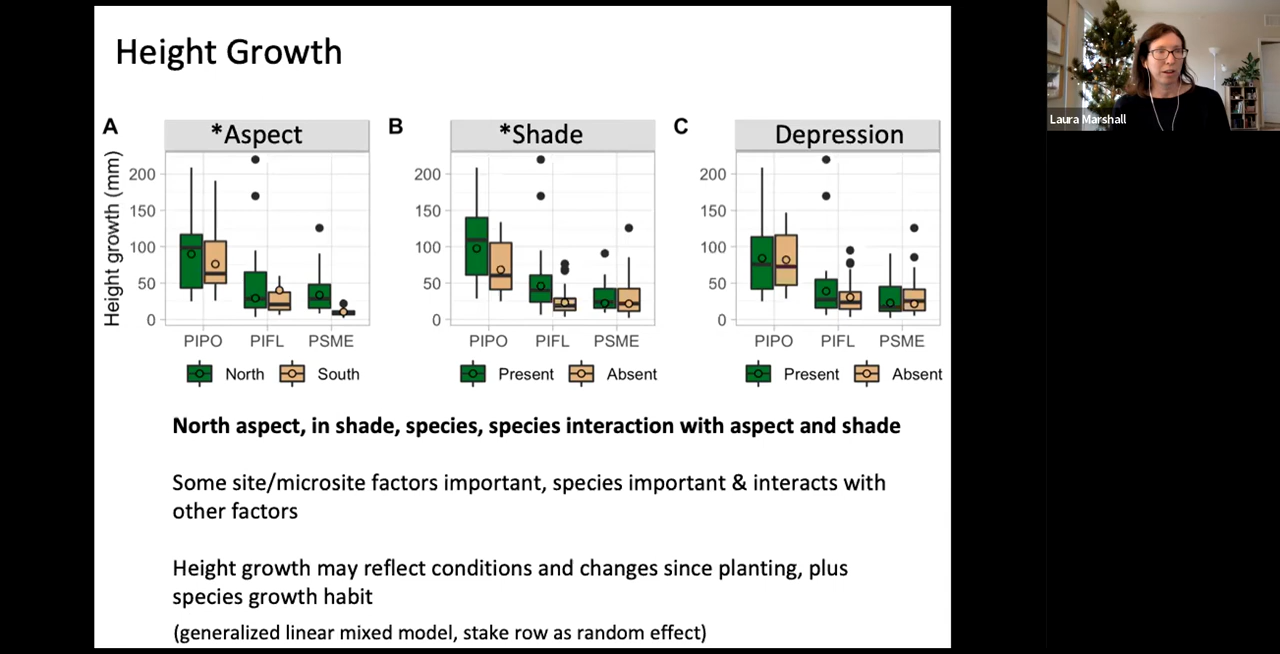 Height Growth
A
*Aspect
B
*Shade
C
Depression
Height growth (mm)
200
150
100
50
0
PIPO PIFL PSME
North South
200
150
100
50
0
PIPO PIFL PSME
Present Absent
200
150
100
50
0
PIPO PIFL PSME
Present Absent
North aspect, in shade, species, species interaction with aspect and shade
Some site/microsite factors important, species important & interacts with
other factors
Height growth may reflect conditions and changes since planting, plus
species growth habit
(generalized linear mixed model, stake row as random effect)
Laura Marshall